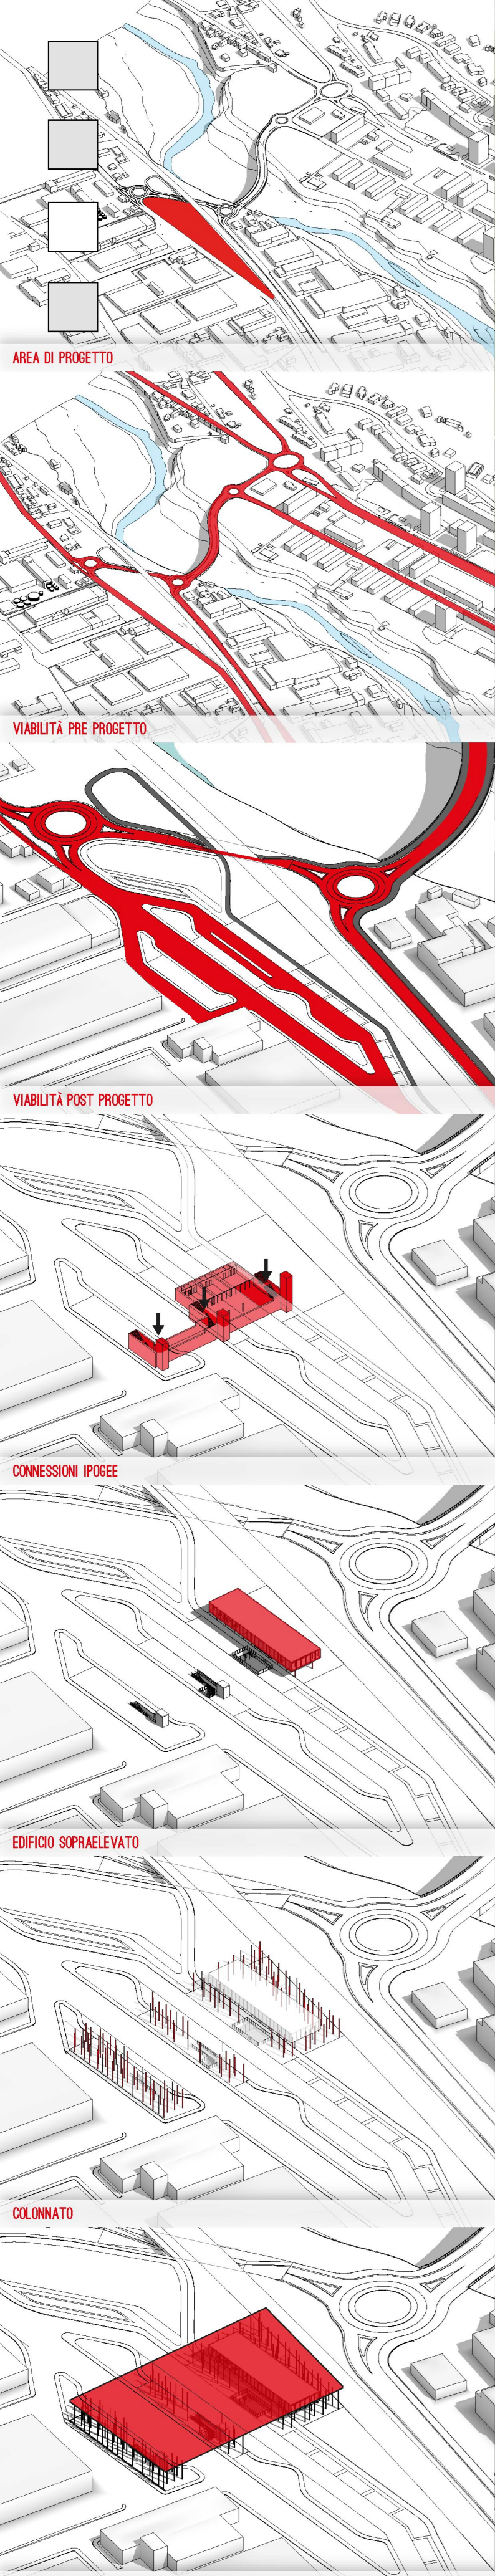 AREA DI PROGETTO
VIABILITÀ PRE PROGETTO
VIABILITÀ POST PROGETTO
CONNESSIONI IPOGEE
EDIFICIO SOPRAELEVATO
COLONNATO